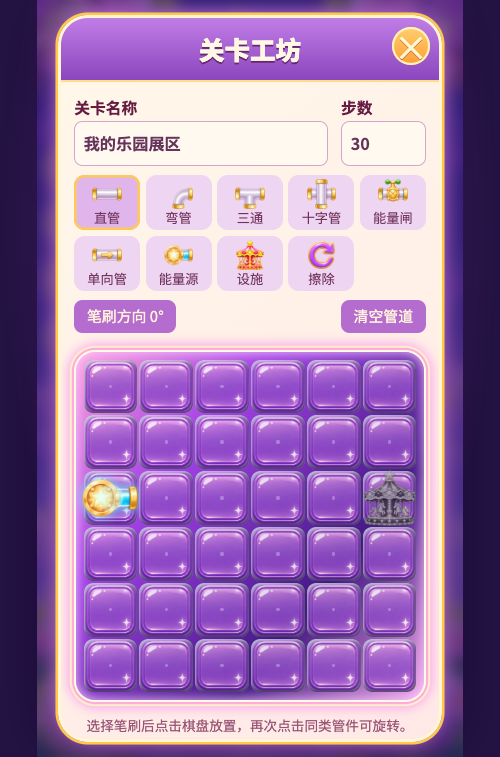 关卡工坊
关卡名称 步数
我的乐园展区 30
直管 弯管 三通 十字管 能量闸
单向管 能量源 设施 擦除
笔刷方向 0° 清空管道
选择笔刷后点击棋盘放置，再次点击同类管件可旋转。